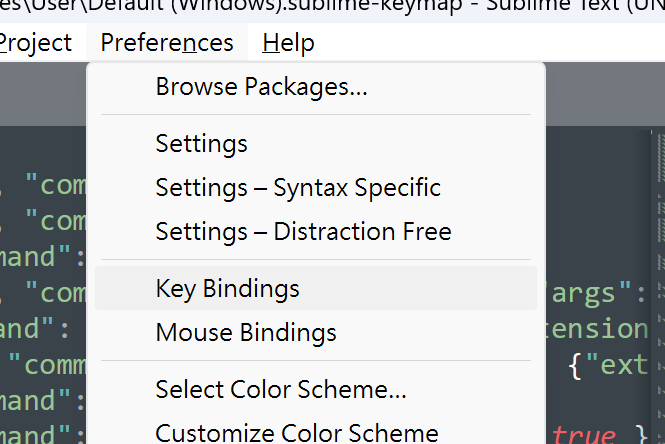 es\User\Default (Windows).sublime-keymap - Sublime Text (UN
Project Preferences Help
Browse Packages...
Settings
, "com
Settings – Syntax Specific
, "com
Settings – Distraction Free
mand":
Key Bindings
, "com
"args":
and":
Mouse Bindings
tension
"comm
{"ext
Select Color Scheme...
mand":
Customize Color Scheme
mand":
true }